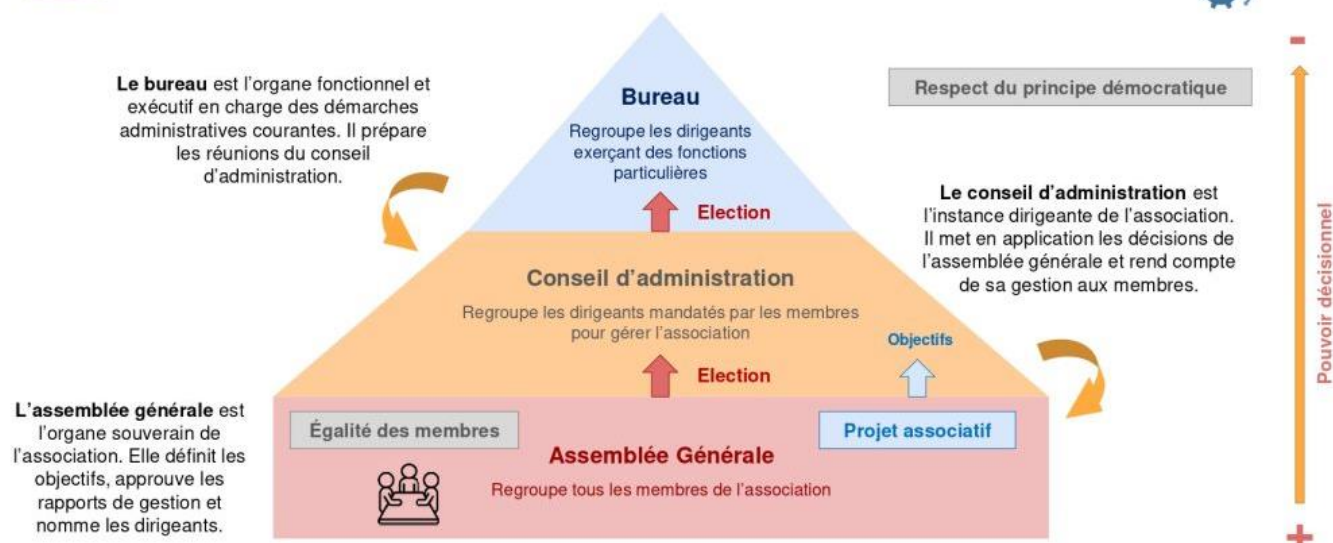 Le bureau est l'organe fonctionnel et
exécutif en charge des démarches
administratives courantes. Il prépare
les réunions du conseil
d'administration.
Bureau
Regroupe les dirigeants
exerçant des fonctions
particulières
Election
Respect du principe démocratique
-
Le conseil d'administration est
l'instance dirigeante de l'association.
Il met en application les décisions de
l'assemblée générale et rend compte
de sa gestion aux membres.
Pouvoir décisionnel
Conseil d'administration
Regroupe les dirigeants mandatés par les membres
pour gérer l'association
Election
Objectifs
L'assemblée générale est
l'organe souverain de
l'association. Elle définit les
objectifs, approuve les
rapports de gestion et
nomme les dirigeants.
Égalité des membres
Projet associatif
Assemblée Générale
Regroupe tous les membres de l'association
+